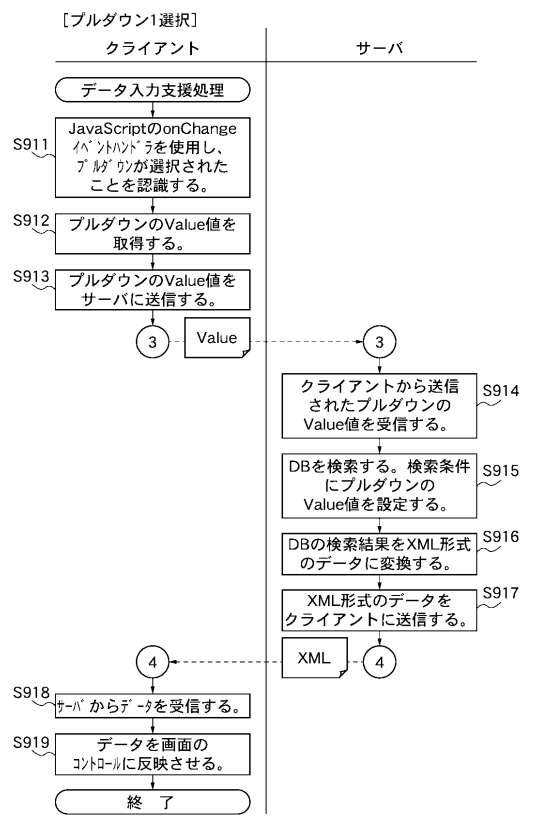 [プルダウン1選択]
クライアント
サーバ
データ入力支援処理
S911
JavaScriptのonChange
ｲﾍﾞﾝﾄﾊﾝﾄﾞﾗを使用し、
ﾌﾟﾙﾀﾞｳﾝが選択された
ことを認識する。
S912
プルダウンのValue値を
取得する。
S913
プルダウンのValue値を
サーバに送信する。
3
Value
3
クライアントから送信
されたプルダウンの
Value値を受信する。
S914
DBを検索する。検索条件
にプルダウンの
Value値を設定する。
S915
DBの検索結果をXML形式
のデータに変換する。
S916
XML形式のデータを
クライアントに送信する。
S917
4
XML
4
S918
ｻｰﾊﾞからﾃﾞｰﾀを受信する。
S919
データを画面の
ｺﾝﾄﾛｰﾙに反映させる。
終 了